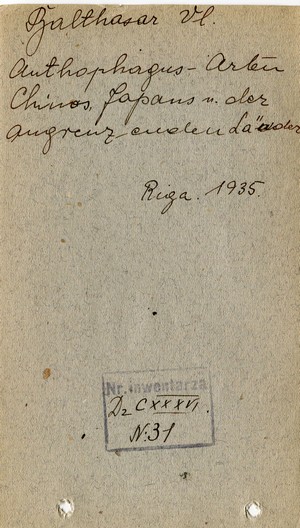 Balthasar Vl.
Anthophagus-Arten
Chinas, Japans u. der
angrenzenden Länder
Riga. 1935.
Nr. inwentarza
Dz CXXXVI.
N: 31